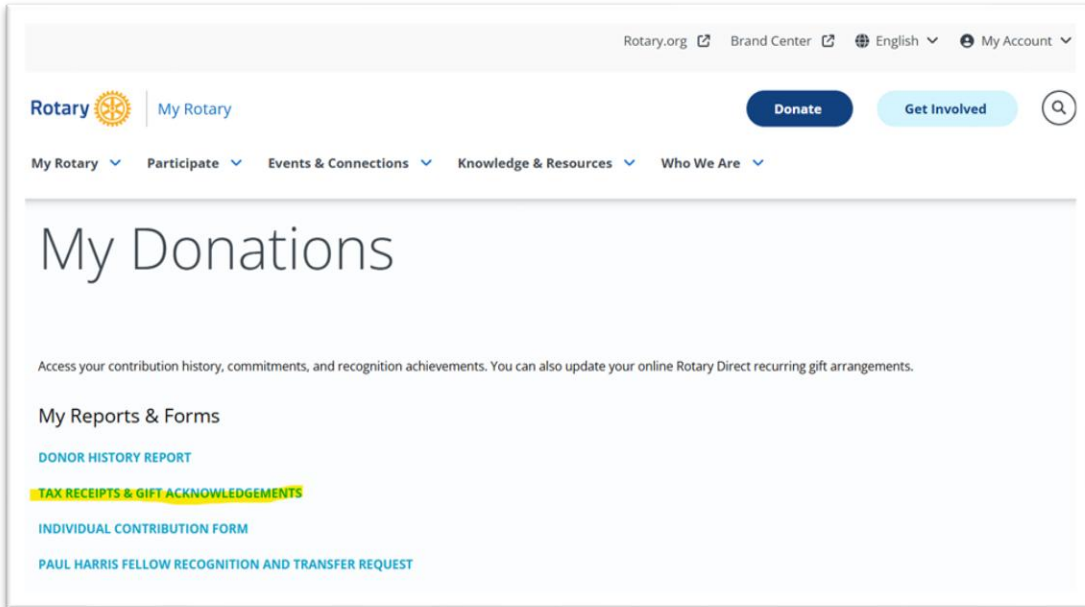 Rotary.org Brand Center English My Account
Rotary My Rotary Donate Get Involved
My Rotary Participate Events & Connections Knowledge & Resources Who We Are
My Donations
Access your contribution history, commitments, and recognition achievements. You can also update your online Rotary Direct recurring gift arrangements.
My Reports & Forms
DONOR HISTORY REPORT
TAX RECEIPTS & GIFT ACKNOWLEDGEMENTS
INDIVIDUAL CONTRIBUTION FORM
PAUL HARRIS FELLOW RECOGNITION AND TRANSFER REQUEST